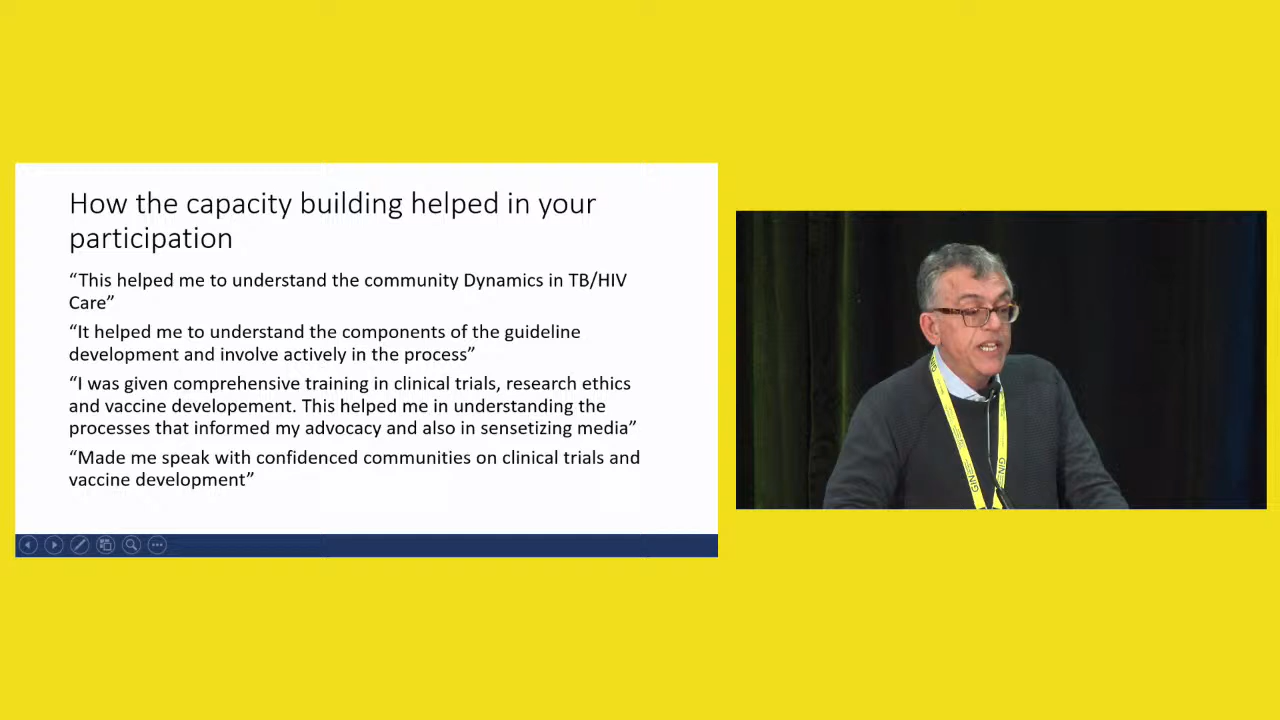 How the capacity building helped in your
participation
“This helped me to understand the community Dynamics in TB/HIV
Care”
“It helped me to understand the components of the guideline
development and involve actively in the process”
“I was given comprehensive training in clinical trials, research ethics
and vaccine developement. This helped me in understanding the
processes that informed my advocacy and also in sensetizing media”
“Made me speak with confidenced communities on clinical trials and
vaccine development”
GIN
GIN